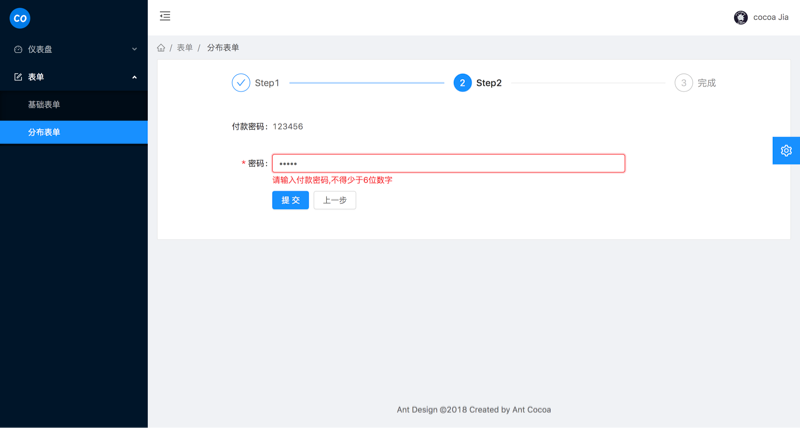 CO
cocoa Jia
仪表盘
表单
基础表单
分布表单
/ 表单 / 分布表单
Step1
2 Step2
3 完成
付款密码：123456
* 密码：•••••
请输入付款密码,不得少于6位数字
提 交 上一步
Ant Design ©2018 Created by Ant Cocoa